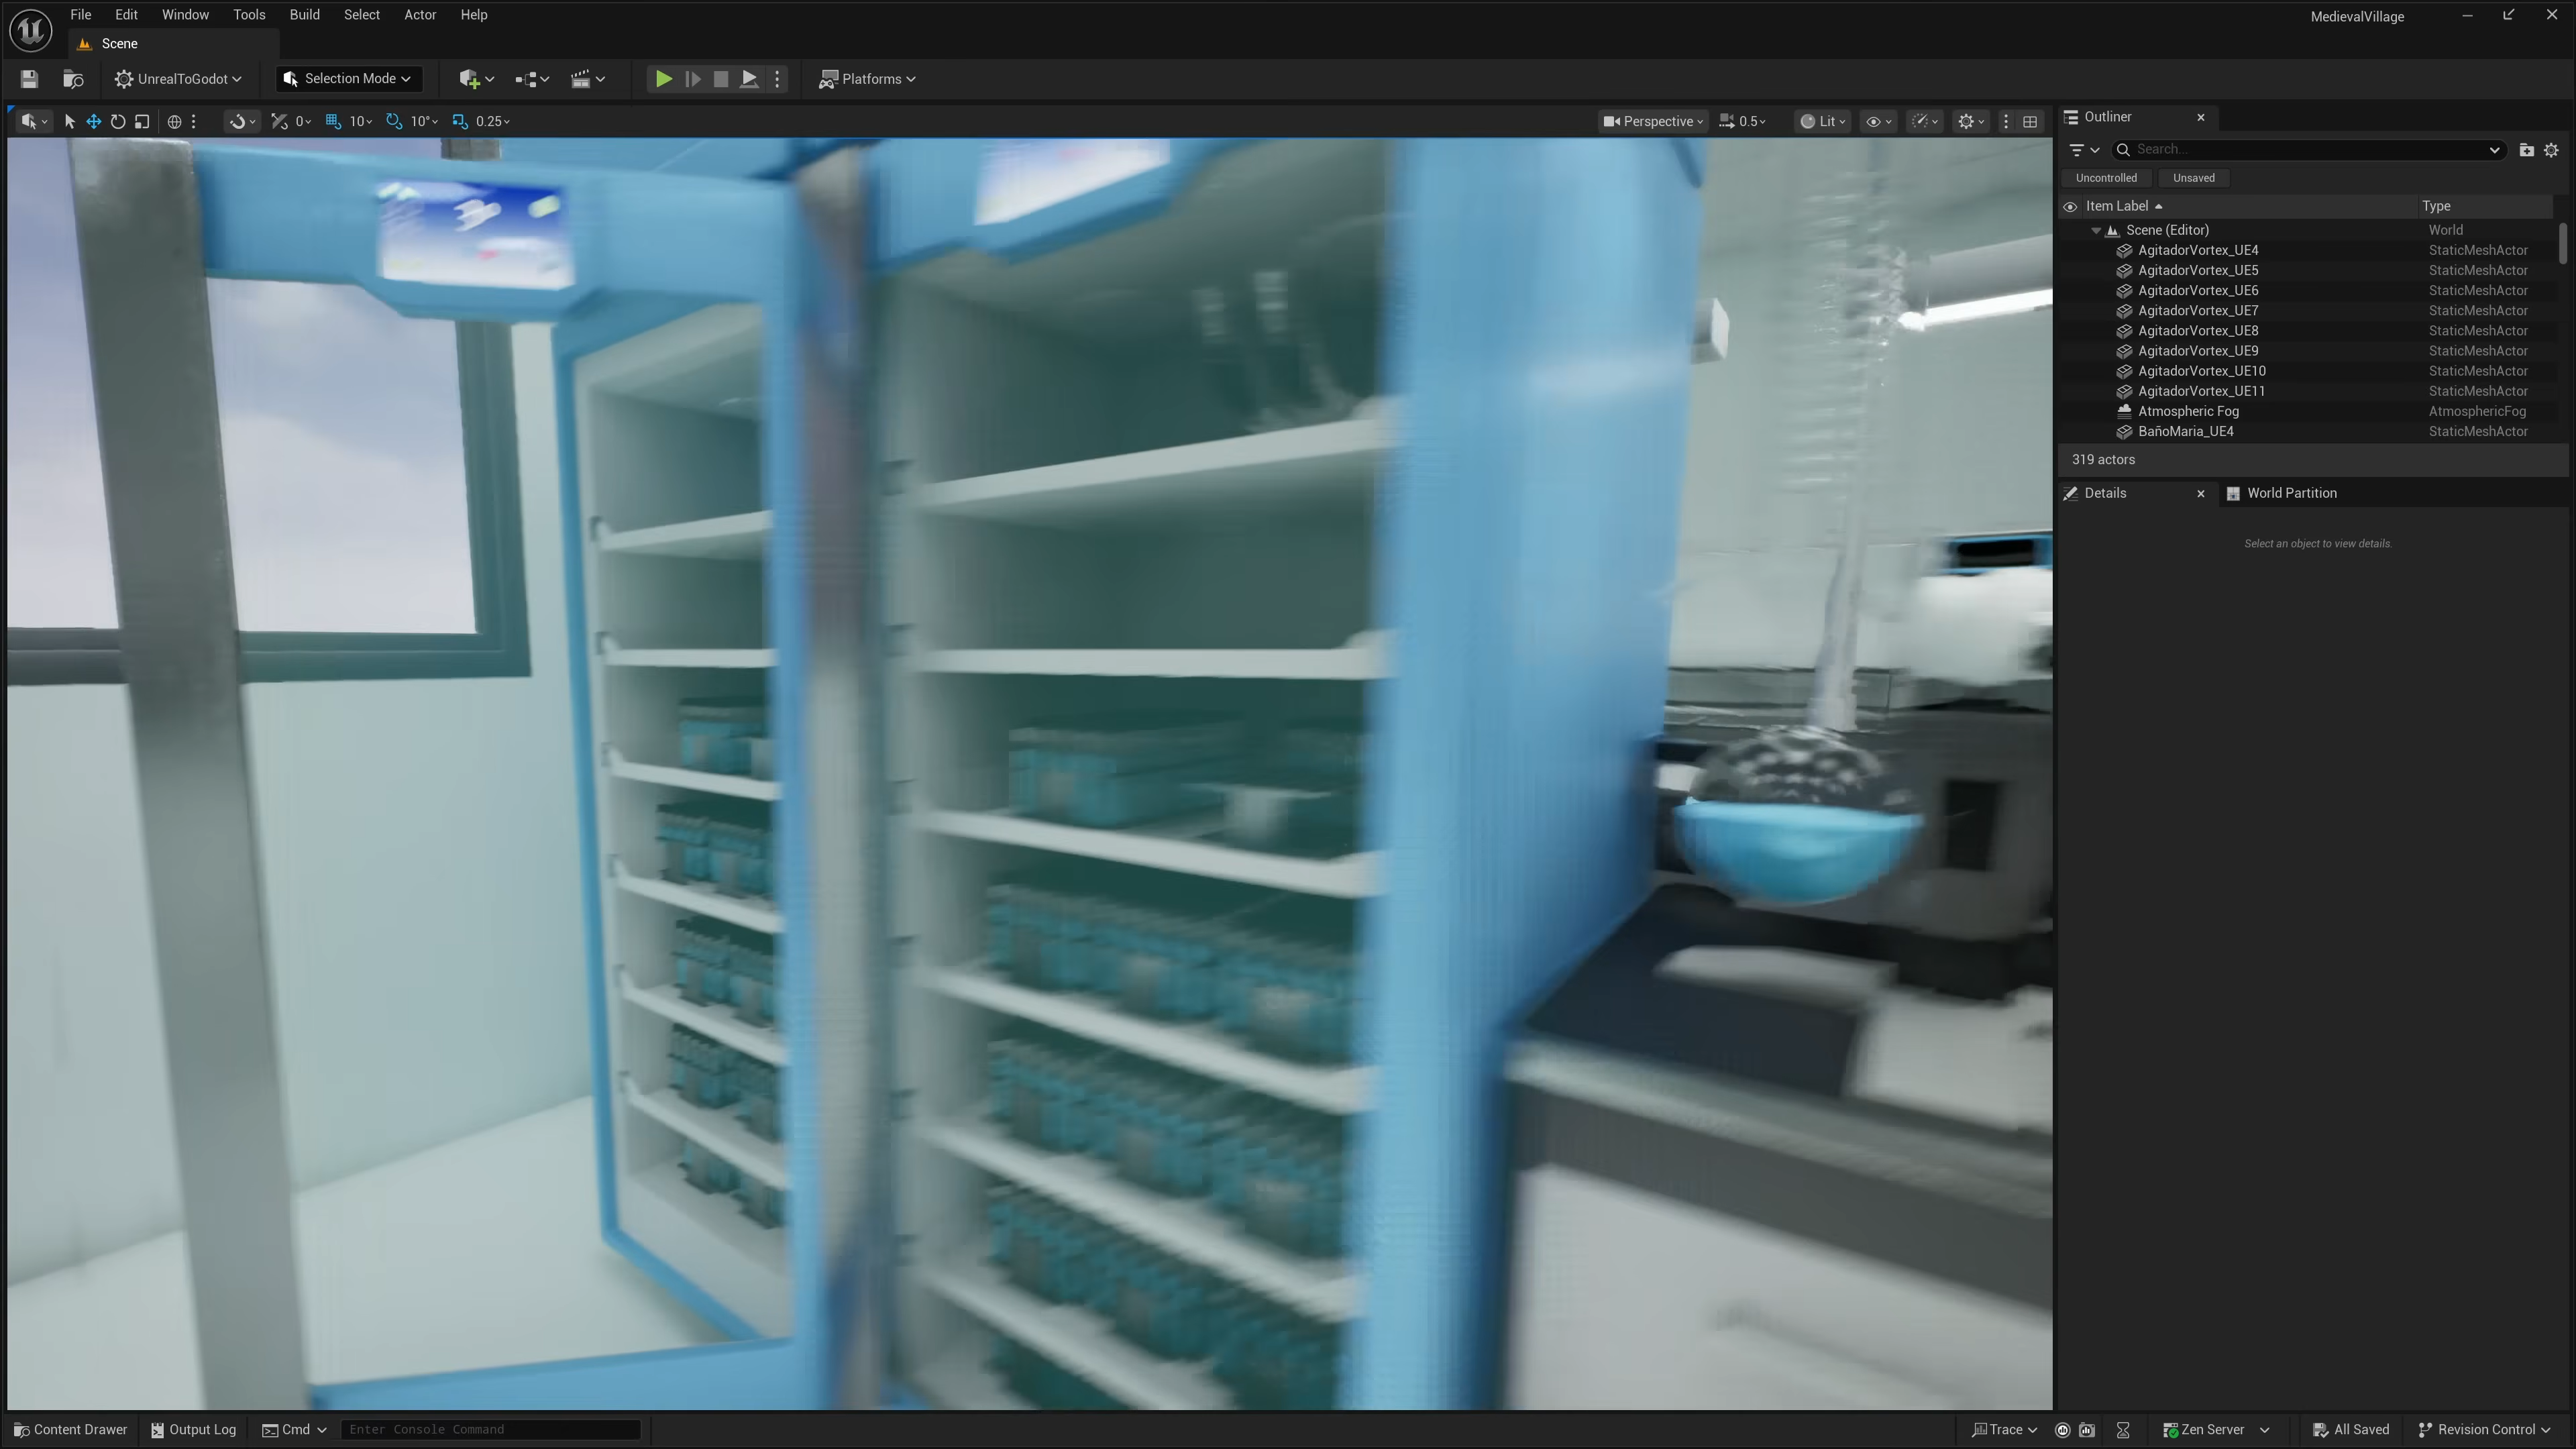 File Edit Window Tools Build Select Actor Help
MedievalVillage
Scene
UnrealToGodot
Selection Mode
Platforms
0
10
10°
0.25
Perspective
0.5
Lit
Outliner
Search...
Uncontrolled
Unsaved
Item Label
Type
Scene (Editor) World
AgitadorVortex_UE4 StaticMeshActor
AgitadorVortex_UE5 StaticMeshActor
AgitadorVortex_UE6 StaticMeshActor
AgitadorVortex_UE7 StaticMeshActor
AgitadorVortex_UE8 StaticMeshActor
AgitadorVortex_UE9 StaticMeshActor
AgitadorVortex_UE10 StaticMeshActor
AgitadorVortex_UE11 StaticMeshActor
Atmospheric Fog AtmosphericFog
BañoMaria_UE4 StaticMeshActor
319 actors
Details
World Partition
Select an object to view details.
Content Drawer
Output Log
Cmd
Enter Console Command
Trace
Zen Server
All Saved
Revision Control